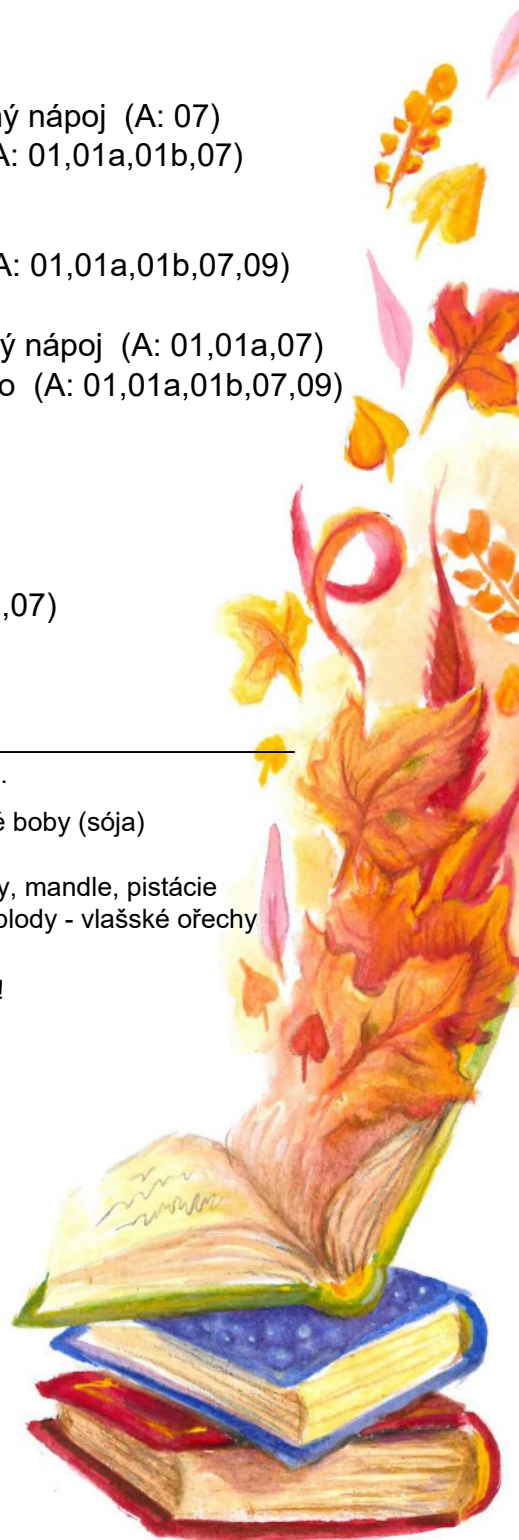 ný nápoj (A: 07)
A: 01,01a,01b,07)
A: 01,01a,01b,07,09)
ý nápoj (A: 01,01a,07)
o (A: 01,01a,01b,07,09)
,07)
.
é boby (sója)
y, mandle, pistácie
plody - vlašské ořechy
!